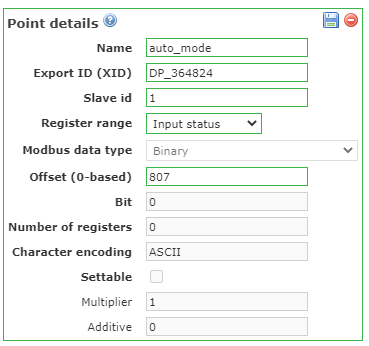 Point details
Name auto_mode
Export ID (XID) DP_364824
Slave id 1
Register range Input status
Modbus data type Binary
Offset (0-based) 807
Bit 0
Number of registers 0
Character encoding ASCII
Settable
Multiplier 1
Additive 0